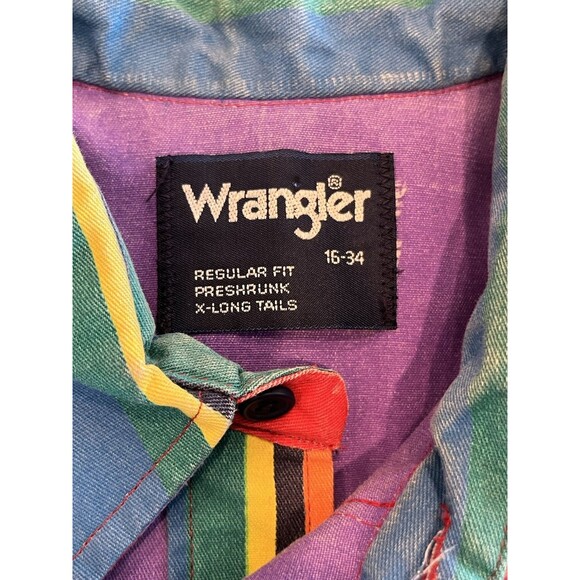 Wrangler®
16-34
REGULAR FIT
PRESHRUNK
X-LONG TAILS